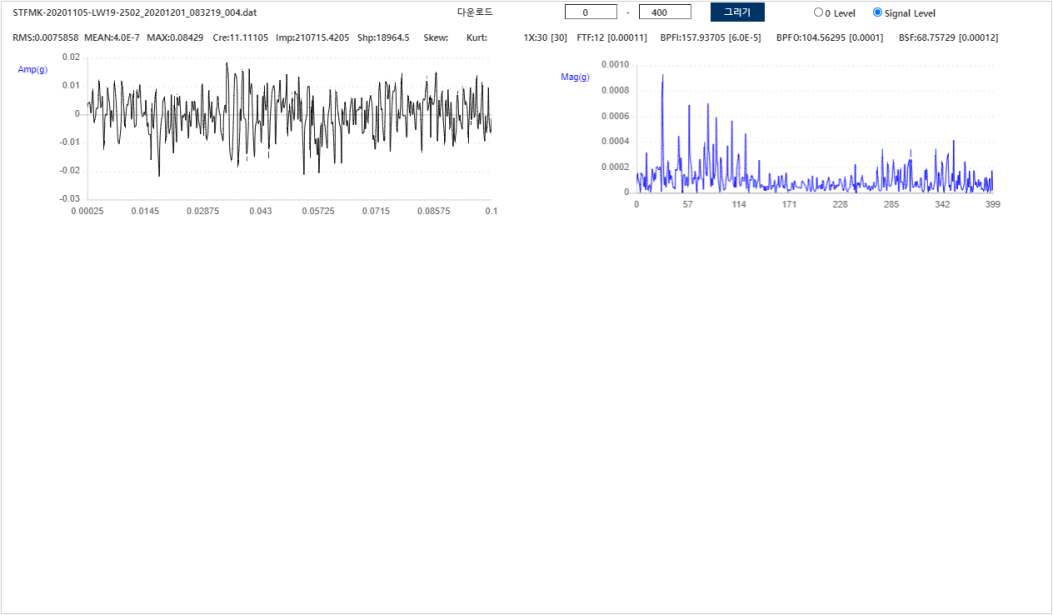 STFMK-20201105-LW19-2502_20201201_083219_004.dat 다운로드 0 - 400 그리기 0 Level Signal Level
RMS:0.0075858 MEAN:4.0E-7 MAX:0.08429 Cre:11.11105 Imp:210715.4205 Shp:18964.5 Skew: Kurt: 1X:30 [30] FTF:12 [0.00011] BPFI:157.93705 [6.0E-5] BPFO:104.56295 [0.0001] BSF:68.75729 [0.00012]
Amp(g)
0.02
0.01
0
-0.01
-0.02
-0.03
0.00025 0.0145 0.02875 0.043 0.05725 0.0715 0.08575 0.1
Mag(g)
0.0010
0.0008
0.0006
0.0004
0.0002
0
0 57 114 171 228 285 342 399